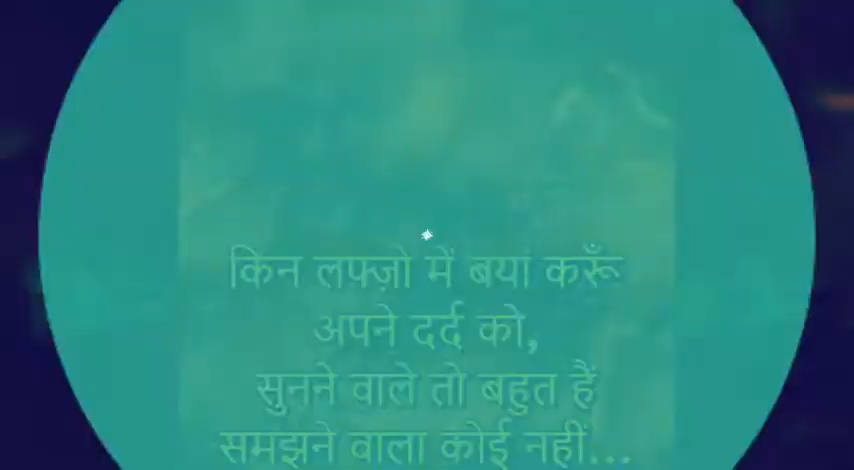 किन लफ्ज़ो में बयां करूँ
अपने दर्द को,
सुनने वाले तो बहुत हैं
समझने वाला कोई नहीं...